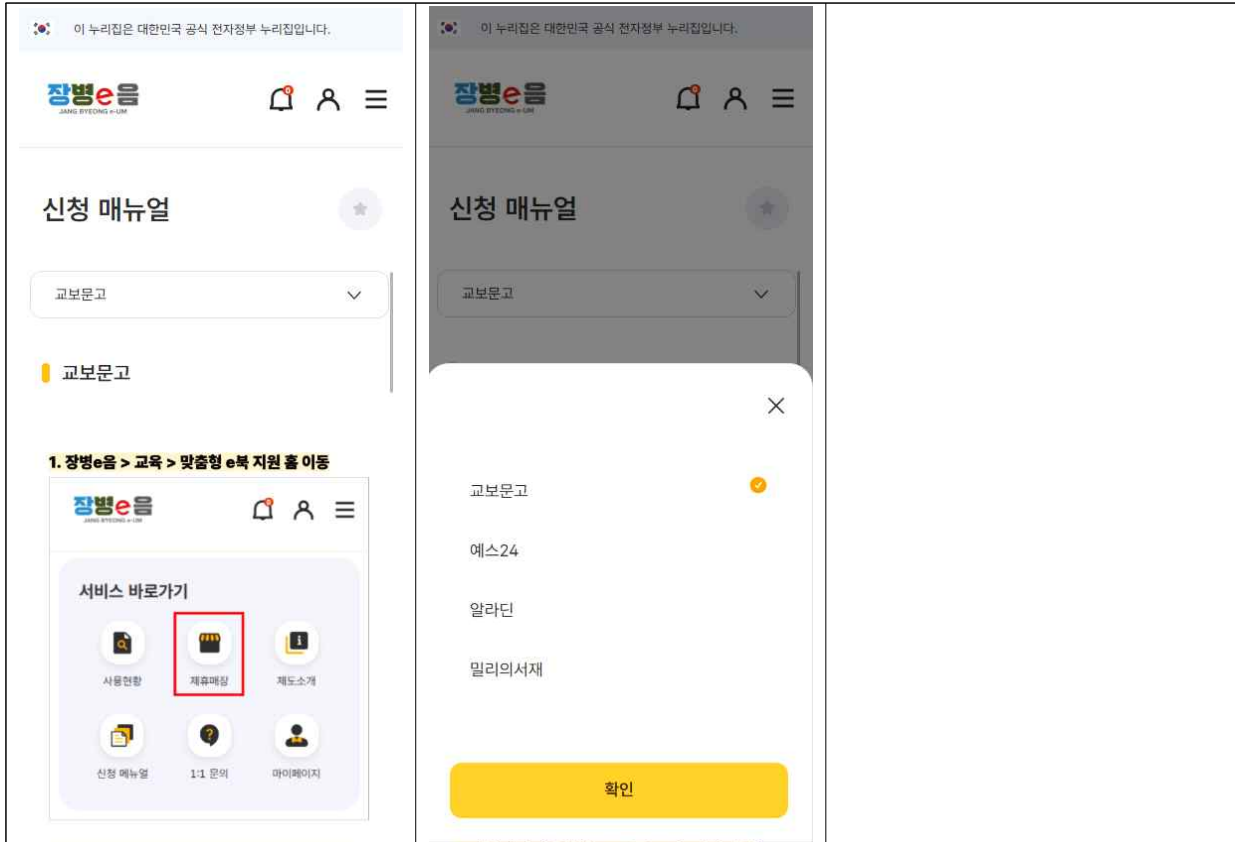 이 누리집은 대한민국 공식 전자정부 누리집입니다.
장병e음
JANG BYEONG e-UM
신청 매뉴얼
교보문고
교보문고
1. 장병e음 > 교육 > 맞춤형 e북 지원 홈 이동
장병e음
JANG BYEONG e-UM
서비스 바로가기
사용현황
제휴매장
제도소개
신청 메뉴얼
1:1 문의
마이페이지
이 누리집은 대한민국 공식 전자정부 누리집입니다.
장병e음
JANG BYEONG e-UM
신청 매뉴얼
교보문고
교보문고
예스24
알라딘
밀리의서재
확인